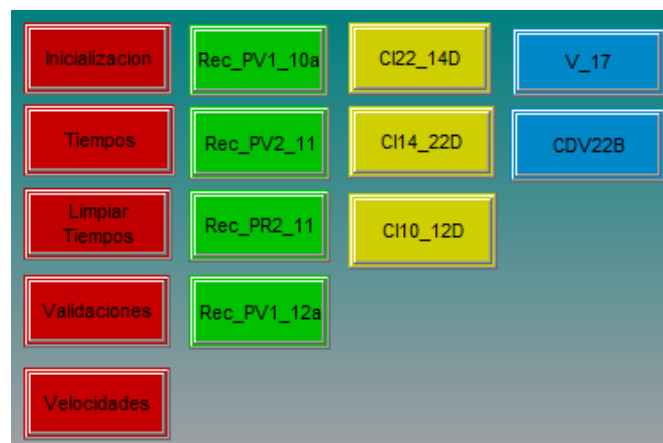 Inicializacion
Rec_PV1_10a
CI22_14D
V_17
Tiempos
Rec_PV2_11
CI14_22D
CDV22B
Limpiar
Tiempos
Rec_PR2_11
CI10_12D
Validaciones
Rec_PV1_12a
Velocidades